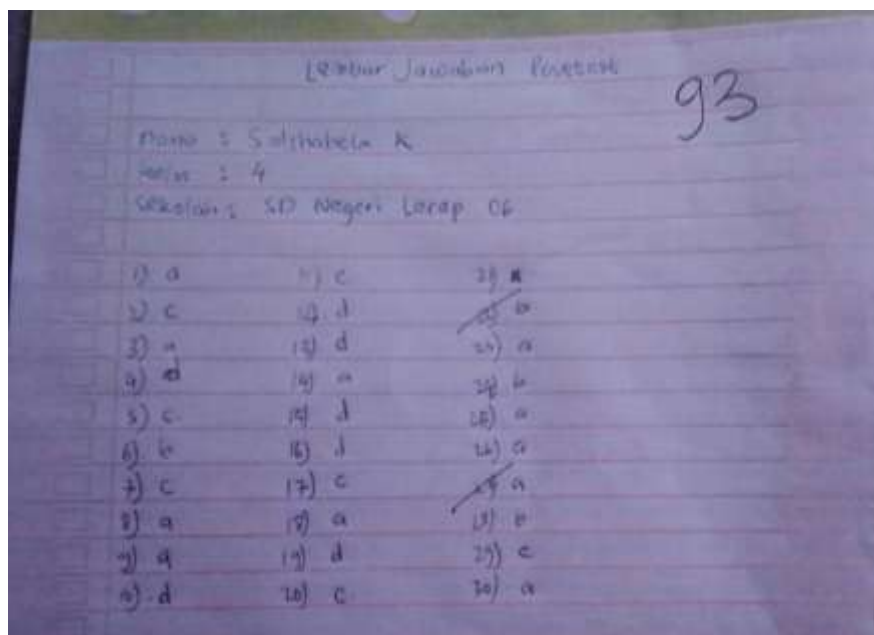 Lembar Jawaban Posttest
93
Nama : Salshabela K
Kelas : 4
Sekolah : SD Negeri Larap 06
1) a 11) c 21)
2) c 12) d 22) b
3) a 13) d 23) a
4) d 14) a 24) b
5) c 15) d 25) a
6) b 16) d 26) a
7) c 17) c 27) a
8) a 18) a 28) b
9) a 19) d 29) c
10) d 20) c 30) a